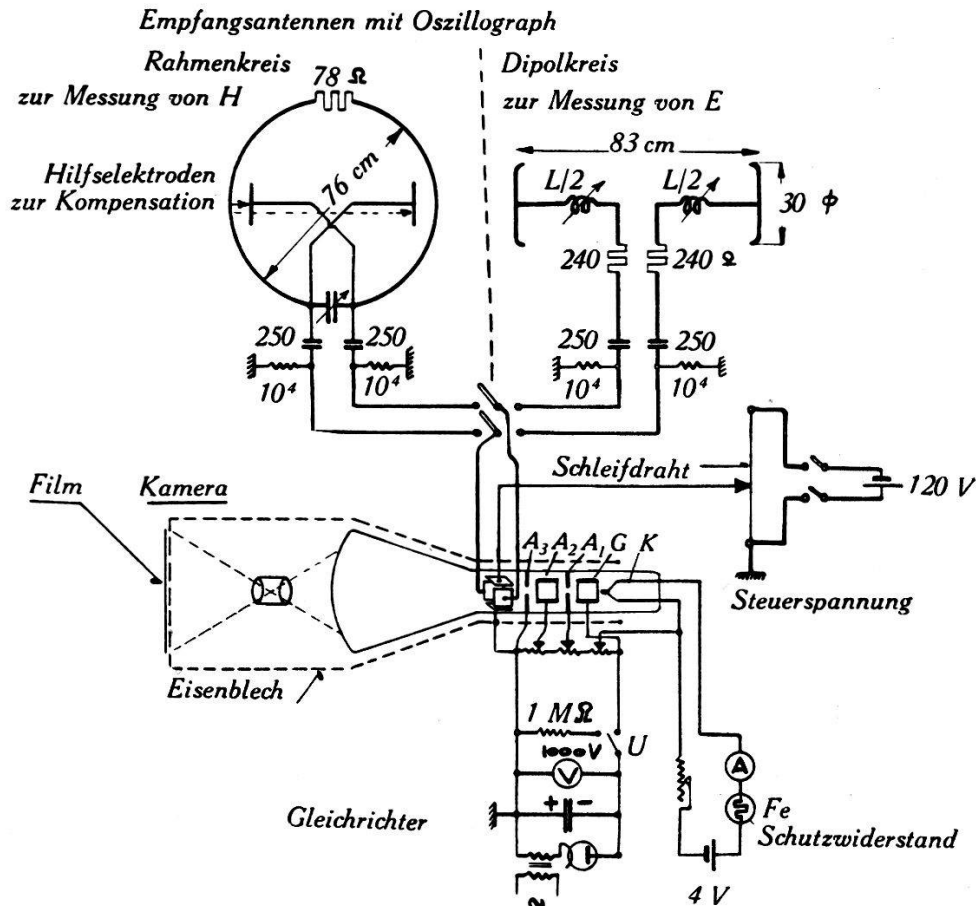 Empfangsantennen mit Oszillograph
Rahmenkreis
zur Messung von H
78 Ω
Dipolkreis
zur Messung von E
83 cm
Hilfselektroden
zur Kompensation
76 cm
L/2
L/2
30 ϕ
240
240 Ω
250
250
250
250
10⁴
10⁴
10⁴
10⁴
Schleifdraht
120 V
Film
Kamera
A₃ A₂ A₁ G K
Steuerspannung
Eisenblech
1 MΩ
1000 V
U
V
A
+ −
Gleichrichter
Fe
Schutzwiderstand
4 V